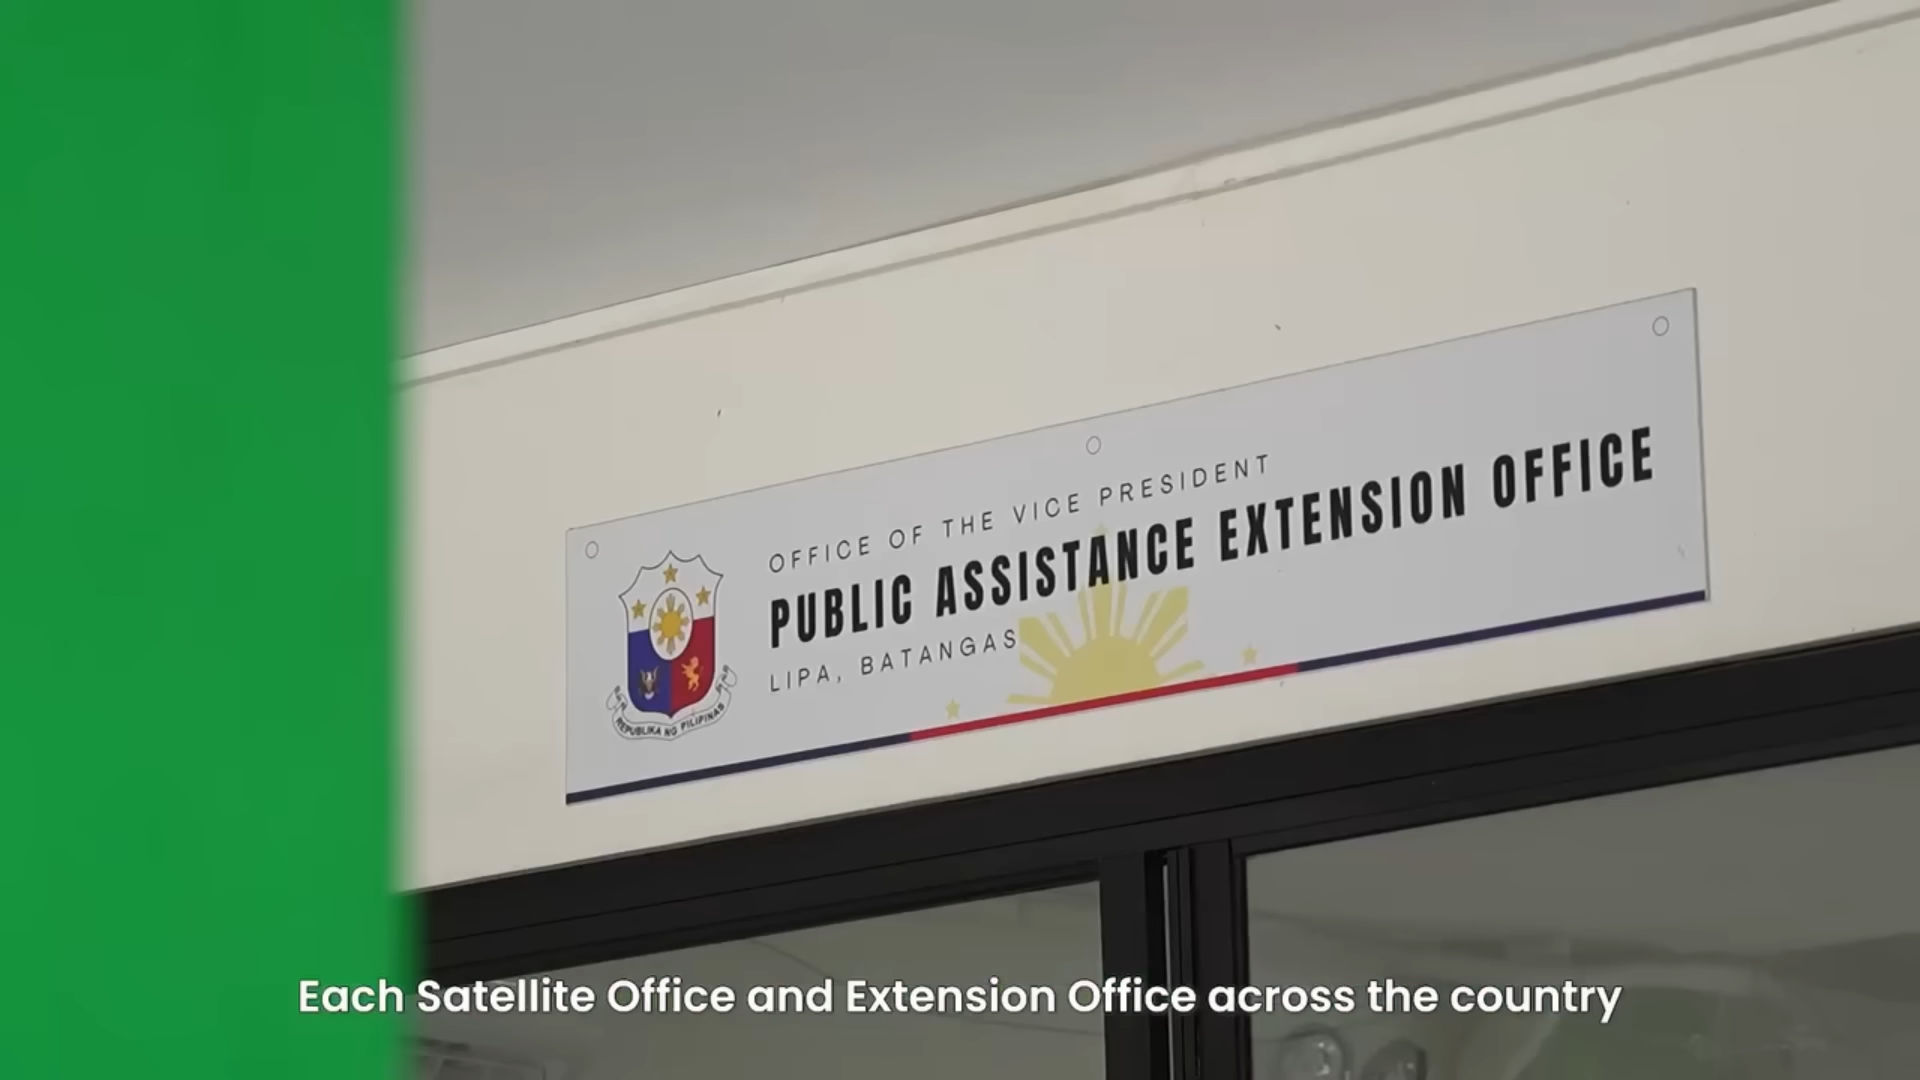 OFFICE OF THE VICE PRESIDENT
PUBLIC ASSISTANCE EXTENSION OFFICE
LIPA, BATANGAS
REPUBLIKA NG PILIPINAS
Each Satellite Office and Extension Office across the country